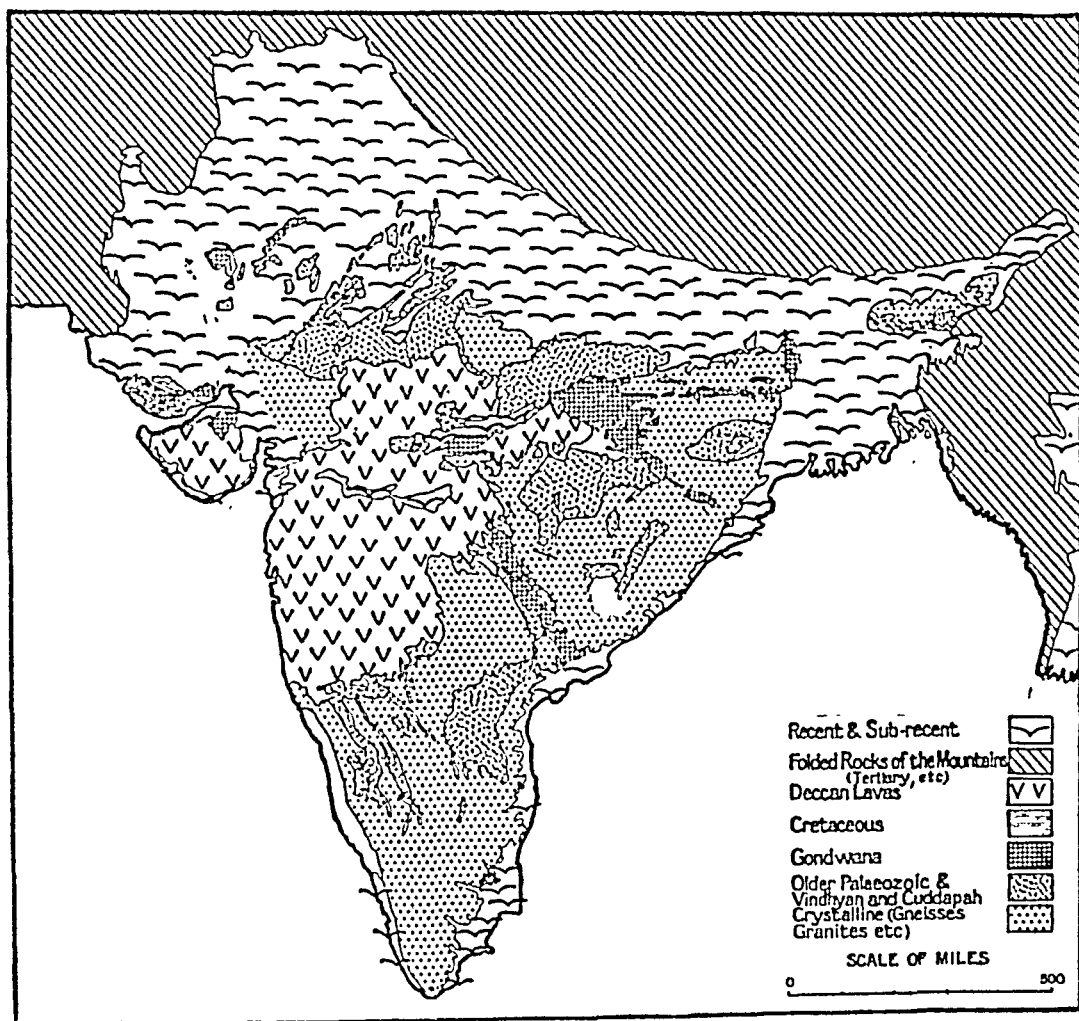 Recent & Sub-recent
Folded Rocks of the Mountains
(Tertiary, etc)
Deccan Lavas
Cretaceous
Gondwana
Older Palaeozoic &
Vindhyan and Cuddapah
Crystalline (Gneisses
Granites etc)
SCALE OF MILES
0 500